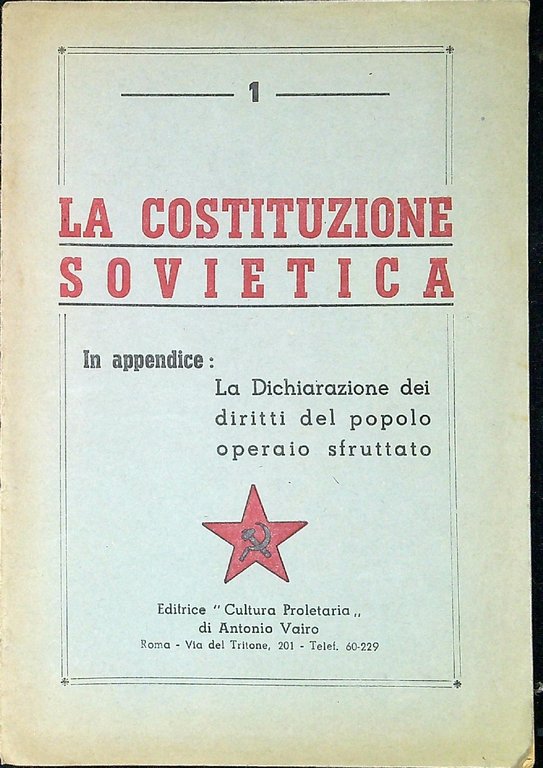 1
LA COSTITUZIONE
SOVIETICA
In appendice:
La Dichiarazione dei
diritti del popolo
operaio sfruttato
Editrice "Cultura Proletaria„
di Antonio Vairo
Roma - Via del Tritone, 201 - Telef. 60-229